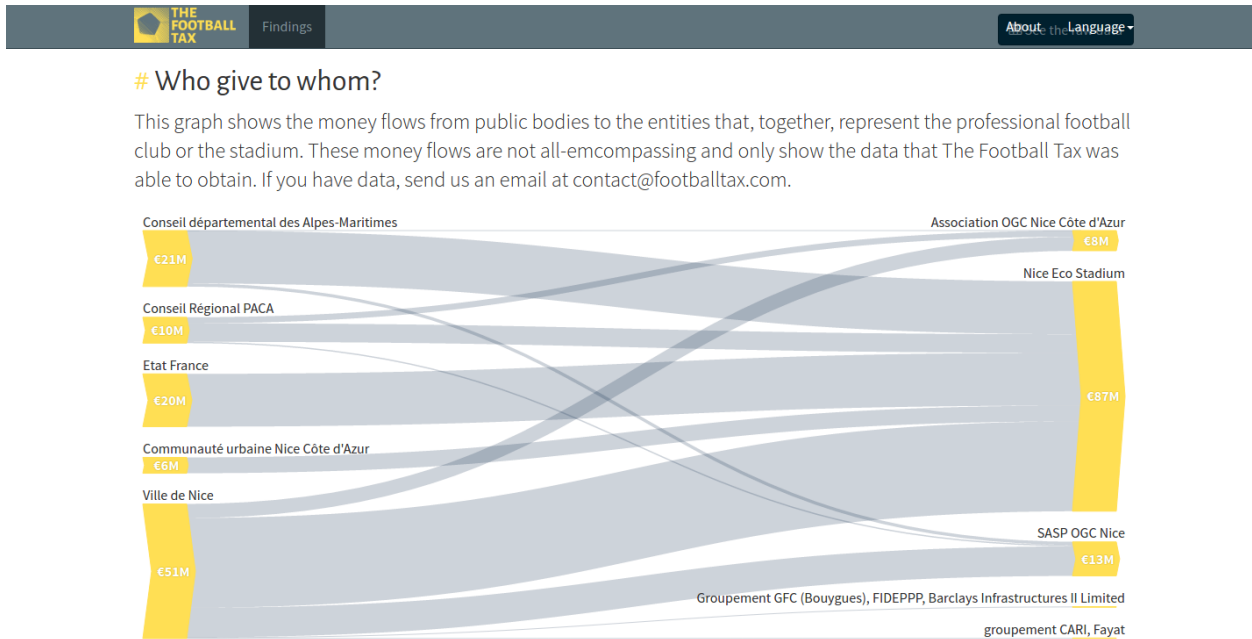 THE
FOOTBALL
TAX
Findings
About
Language
See the raw data
# Who give to whom?
This graph shows the money flows from public bodies to the entities that, together, represent the professional football
club or the stadium. These money flows are not all-emcompassing and only show the data that The Football Tax was
able to obtain. If you have data, send us an email at contact@footballtax.com.
Conseil départemental des Alpes-Maritimes
€21M
Conseil Régional PACA
€10M
Etat France
€20M
Communauté urbaine Nice Côte d'Azur
€6M
Ville de Nice
€51M
Association OGC Nice Côte d'Azur
€8M
Nice Eco Stadium
€87M
SASP OGC Nice
€13M
Groupement GFC (Bouygues), FIDEPPP, Barclays Infrastructures II Limited
groupement CARI, Fayat